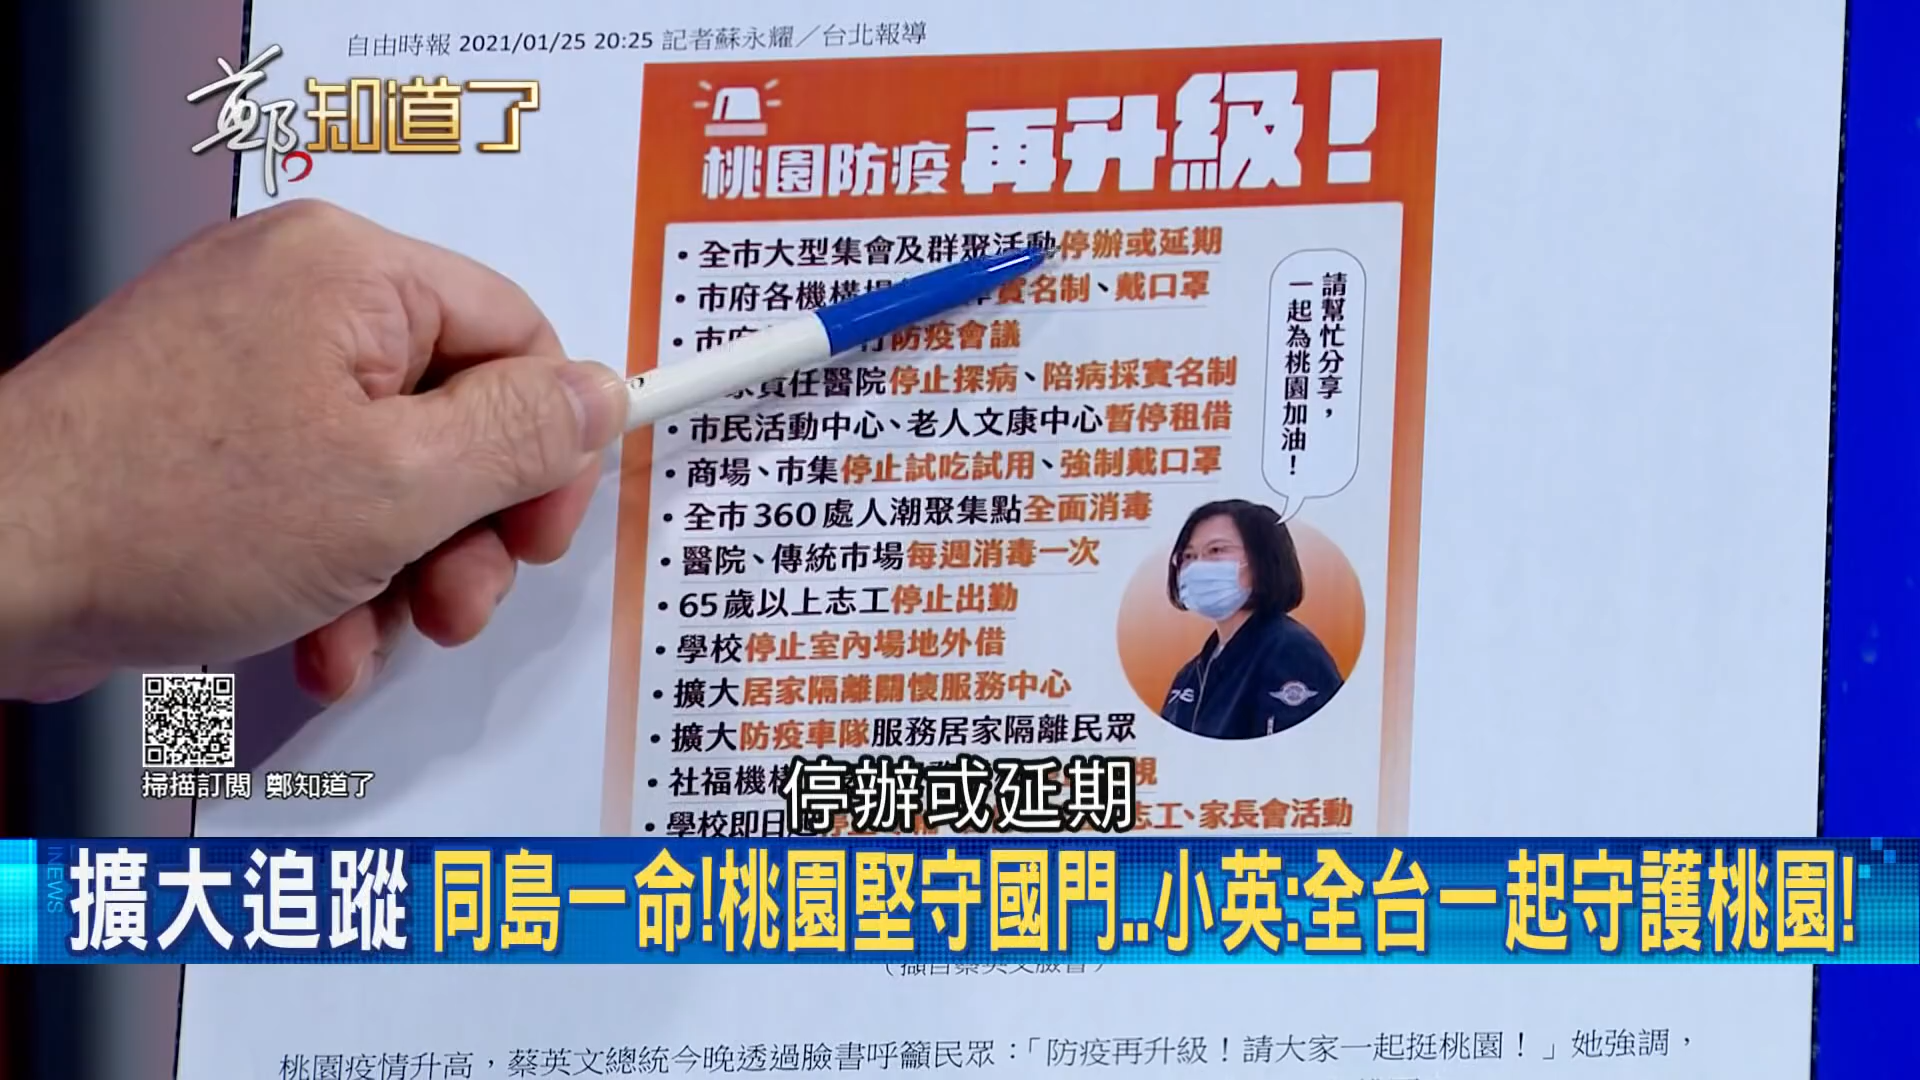 自由時報 2021/01/25 20:25 記者蘇永耀／台北報導
鄭知道了
桃園防疫再升級！
•全市大型集會及群聚活動停辦或延期
•市府各機構 實名制、戴口罩
•市府 行防疫會議
責任醫院停止探病、陪病採實名制
•市民活動中心、老人文康中心暫停租借
•商場、市集停止試吃試用、強制戴口罩
•全市360處人潮聚集點全面消毒
•醫院、傳統市場每週消毒一次
•65歲以上志工停止出勤
•學校停止室內場地外借
•擴大居家隔離關懷服務中心
•擴大防疫車隊服務居家隔離民眾
•社福機構
•學校即日 志工、家長會活動
請幫忙分享，
一起為桃園加油！
掃描訂閱 鄭知道了
停辦或延期
NEWS
擴大追蹤 同島一命!桃園堅守國門..小英:全台一起守護桃園!
（擷自蔡英文臉書）
桃園疫情升高，蔡英文總統今晚透過臉書呼籲民眾：「防疫再升級！請大家一起挺桃園！」她強調，